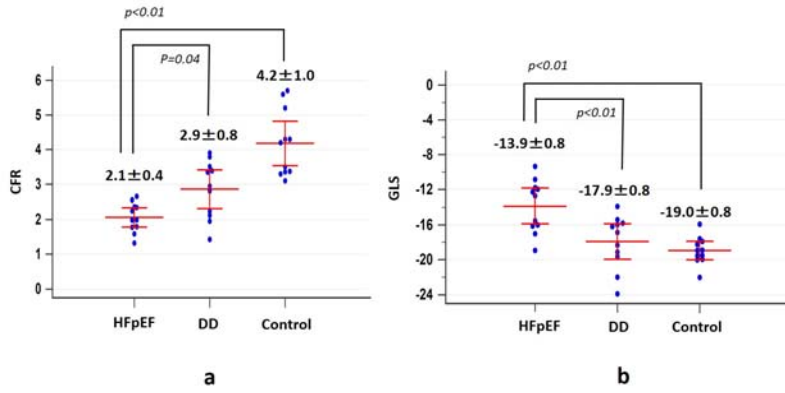 p<0.01
P=0.04
4.2±1.0
2.9±0.8
2.1±0.4
CFR
6
5
4
3
2
1
0
HFpEF DD Control
a
p<0.01
p<0.01
-13.9±0.8
-17.9±0.8
-19.0±0.8
GLS
0
-4
-8
-12
-16
-20
-24
HFpEF DD Control
b